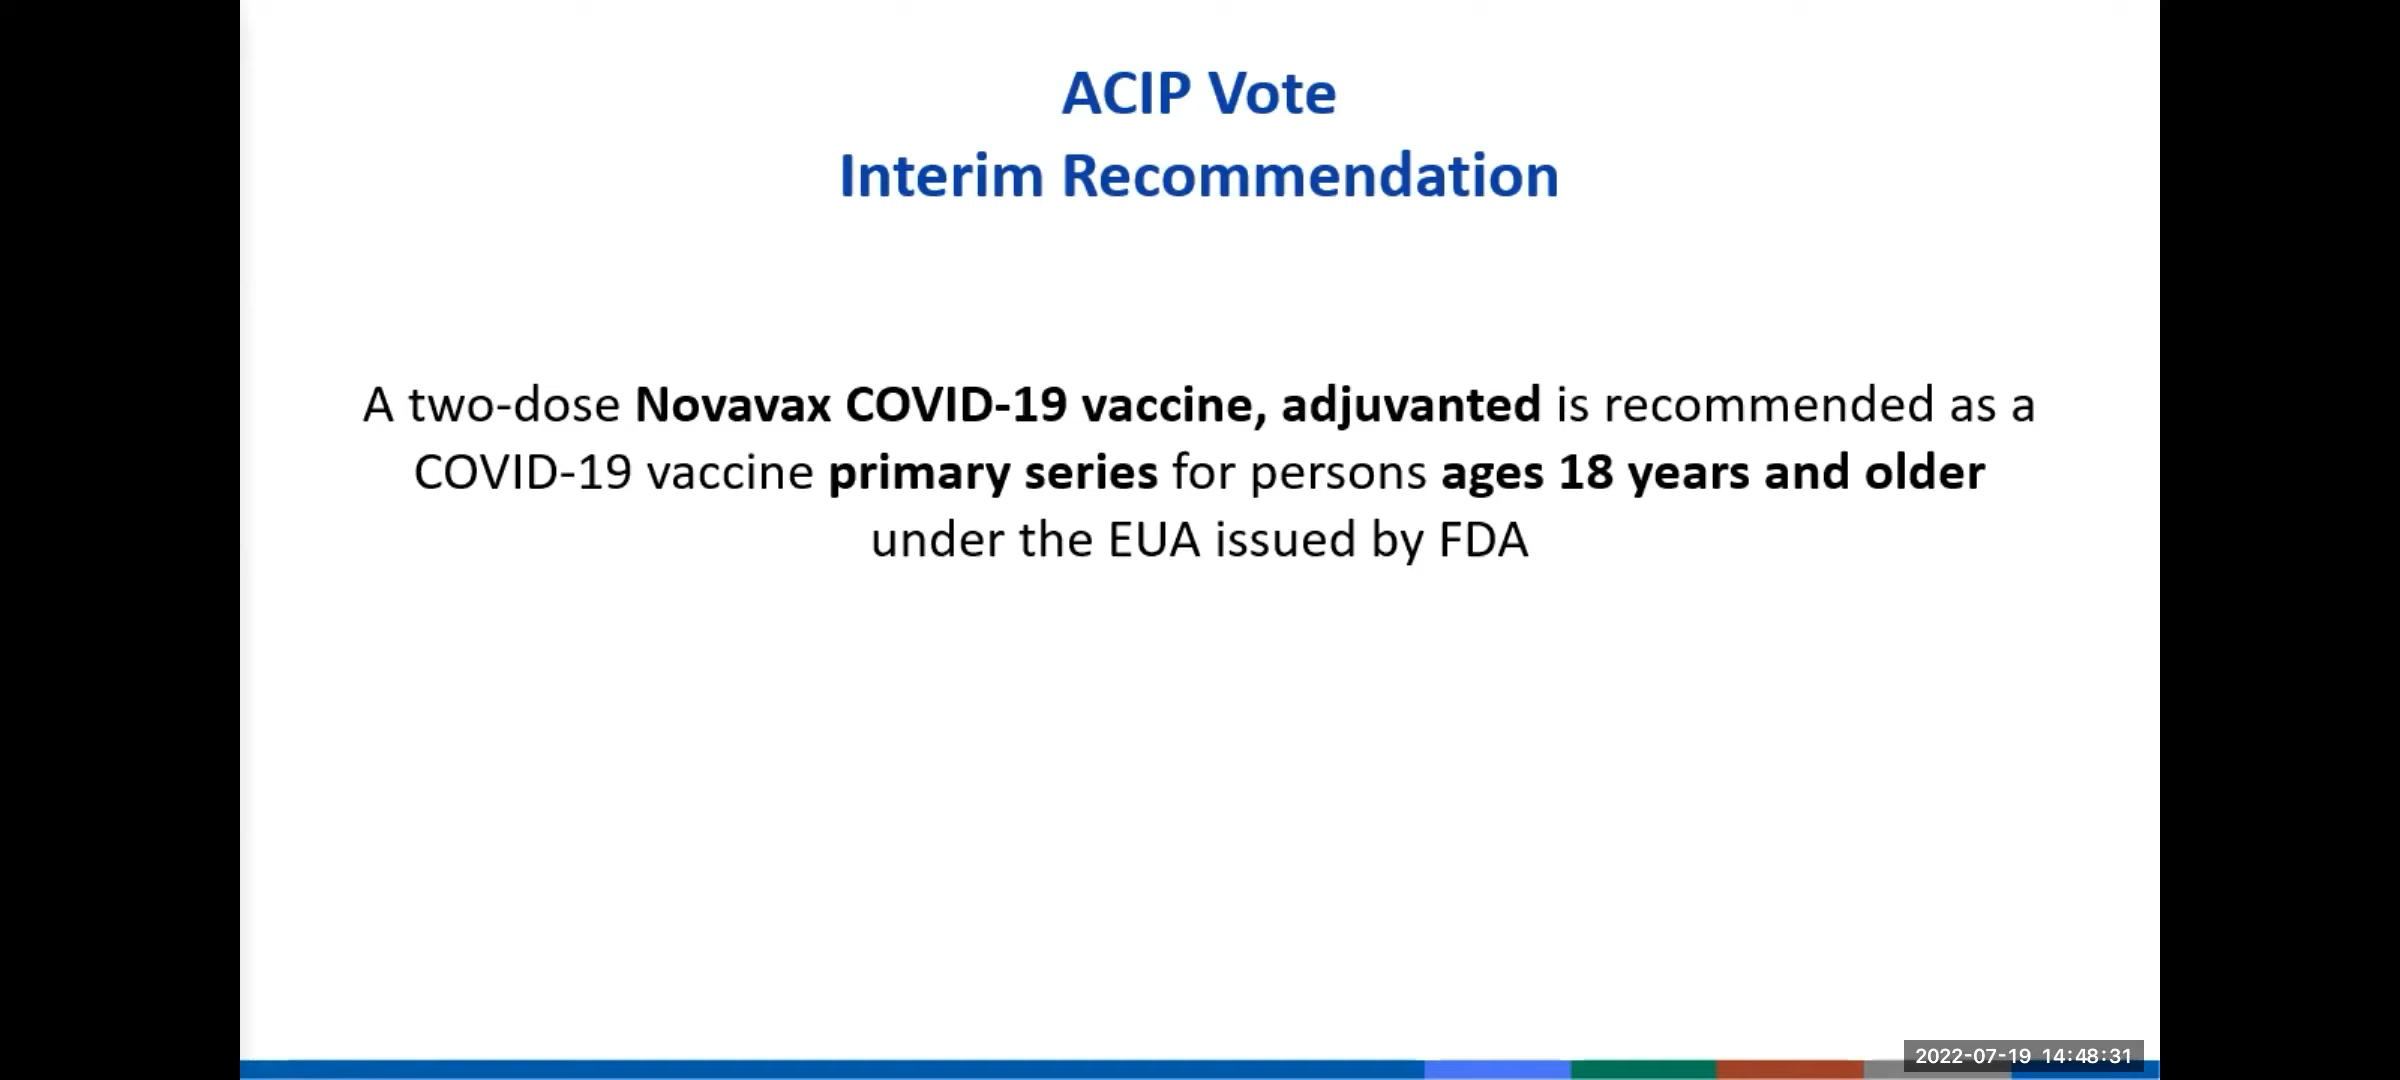 ACIP Vote
Interim Recommendation
A two-dose Novavax COVID-19 vaccine, adjuvanted is recommended as a
COVID-19 vaccine primary series for persons ages 18 years and older
under the EUA issued by FDA
2022-07-19 14:48:31